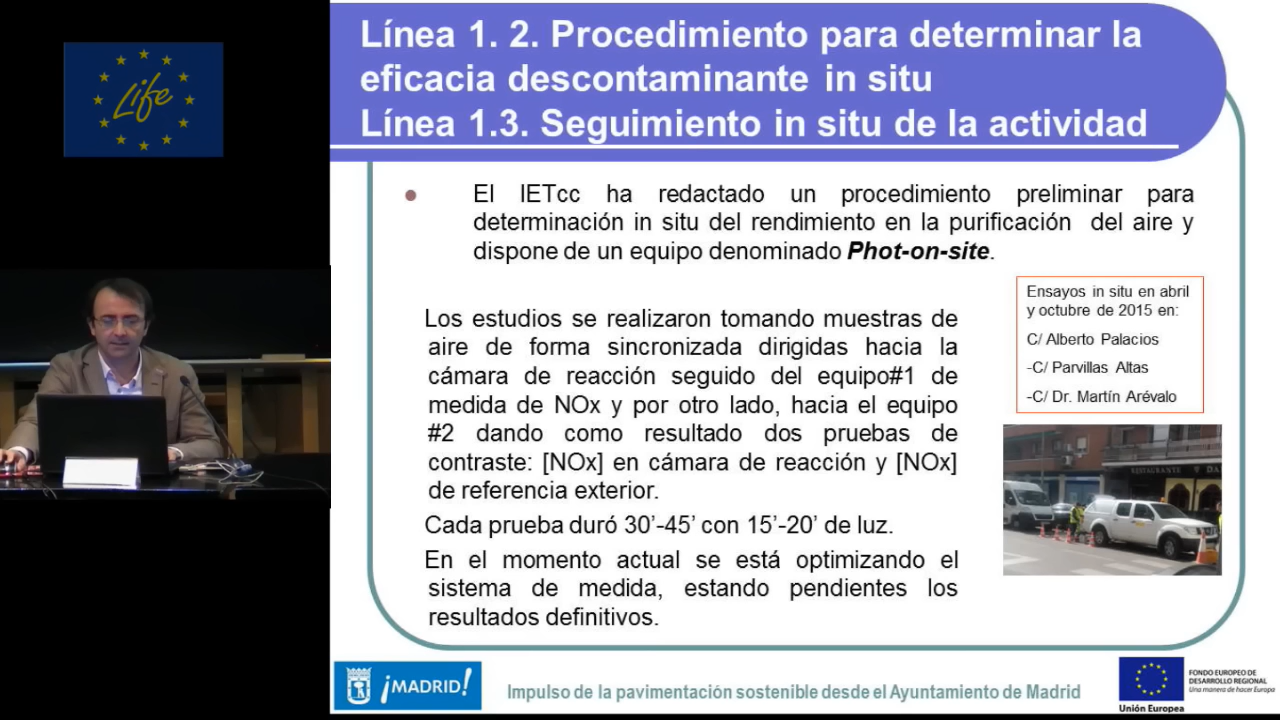 Life
Línea 1. 2. Procedimiento para determinar la
eficacia descontaminante in situ
Línea 1.3. Seguimiento in situ de la actividad
El IETcc ha redactado un procedimiento preliminar para
determinación in situ del rendimiento en la purificación del aire y
dispone de un equipo denominado Phot-on-site.
Los estudios se realizaron tomando muestras de
aire de forma sincronizada dirigidas hacia la
cámara de reacción seguido del equipo#1 de
medida de NOx y por otro lado, hacia el equipo
#2 dando como resultado dos pruebas de
contraste: [NOx] en cámara de reacción y [NOx]
de referencia exterior.
Cada prueba duró 30’-45’ con 15’-20’ de luz.
En el momento actual se está optimizando el
sistema de medida, estando pendientes los
resultados definitivos.
Ensayos in situ en abril
y octubre de 2015 en:
C/ Alberto Palacios
-C/ Parvillas Altas
-C/ Dr. Martín Arévalo
RESTAURANTE Y DA
¡MADRID!
Impulso de la pavimentación sostenible desde el Ayuntamiento de Madrid
Unión Europea
FONDO EUROPEO DE
DESARROLLO REGIONAL
Una manera de hacer Europa